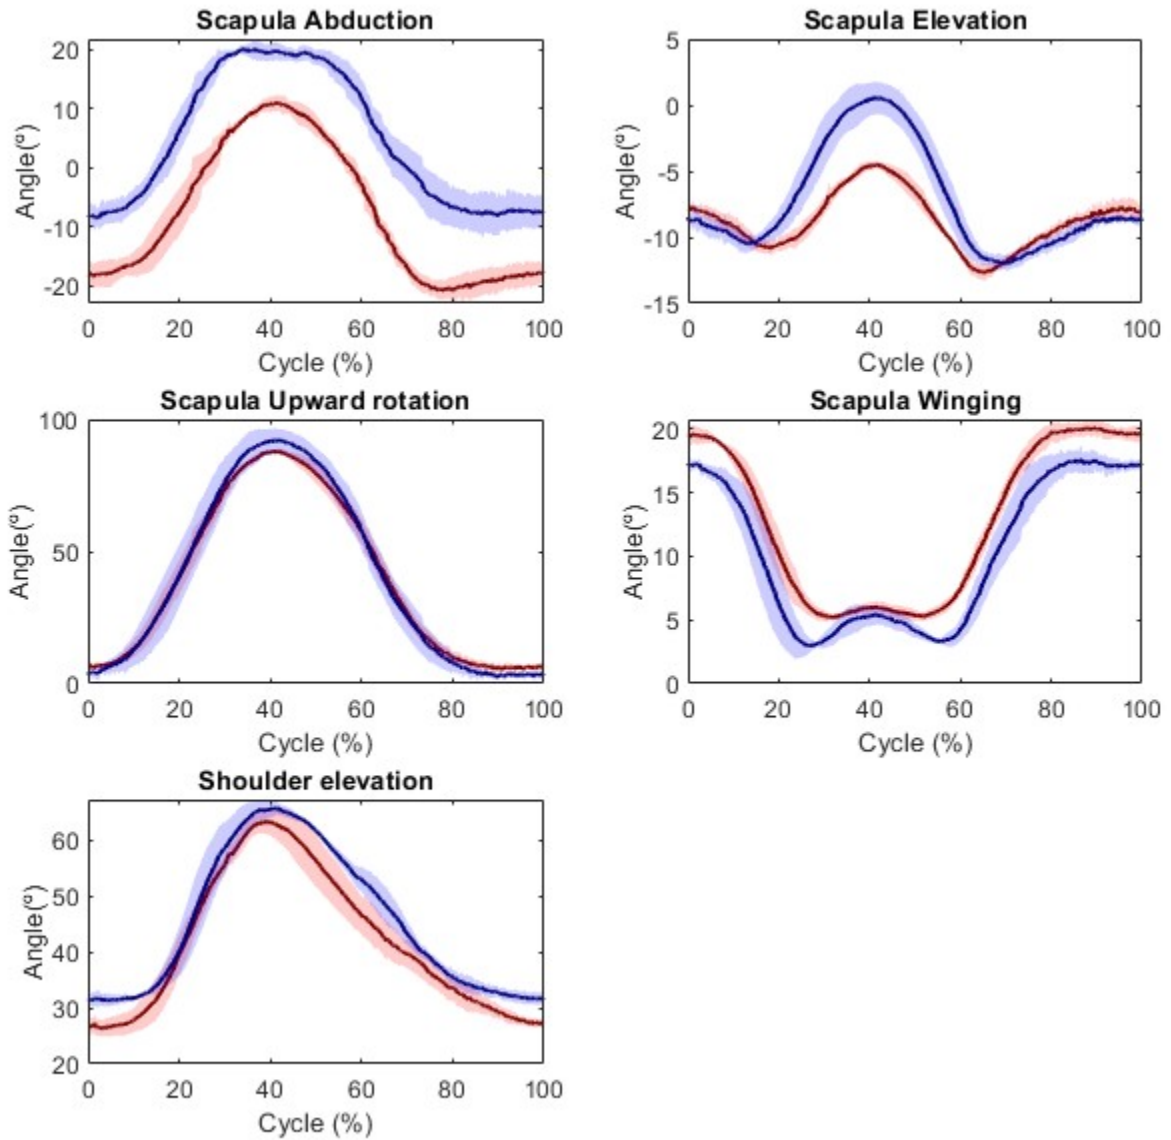 Scapula Abduction
Angle(º)
20
10
0
-10
-20
0 20 40 60 80 100
Cycle (%)
Scapula Elevation
Angle(º)
5
0
-5
-10
-15
0 20 40 60 80 100
Cycle (%)
Scapula Upward rotation
Angle(º)
100
50
0
0 20 40 60 80 100
Cycle (%)
Scapula Winging
Angle(º)
20
15
10
5
0
0 20 40 60 80 100
Cycle (%)
Shoulder elevation
Angle(º)
60
50
40
30
20
0 20 40 60 80 100
Cycle (%)